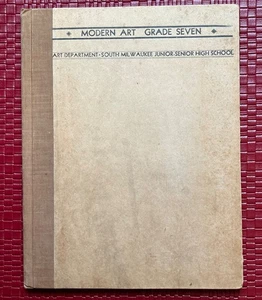 MODERN ART GRADE SEVEN
ART DEPARTMENT - SOUTH MILWAUKEE JUNIOR-SENIOR HIGH SCHOOL